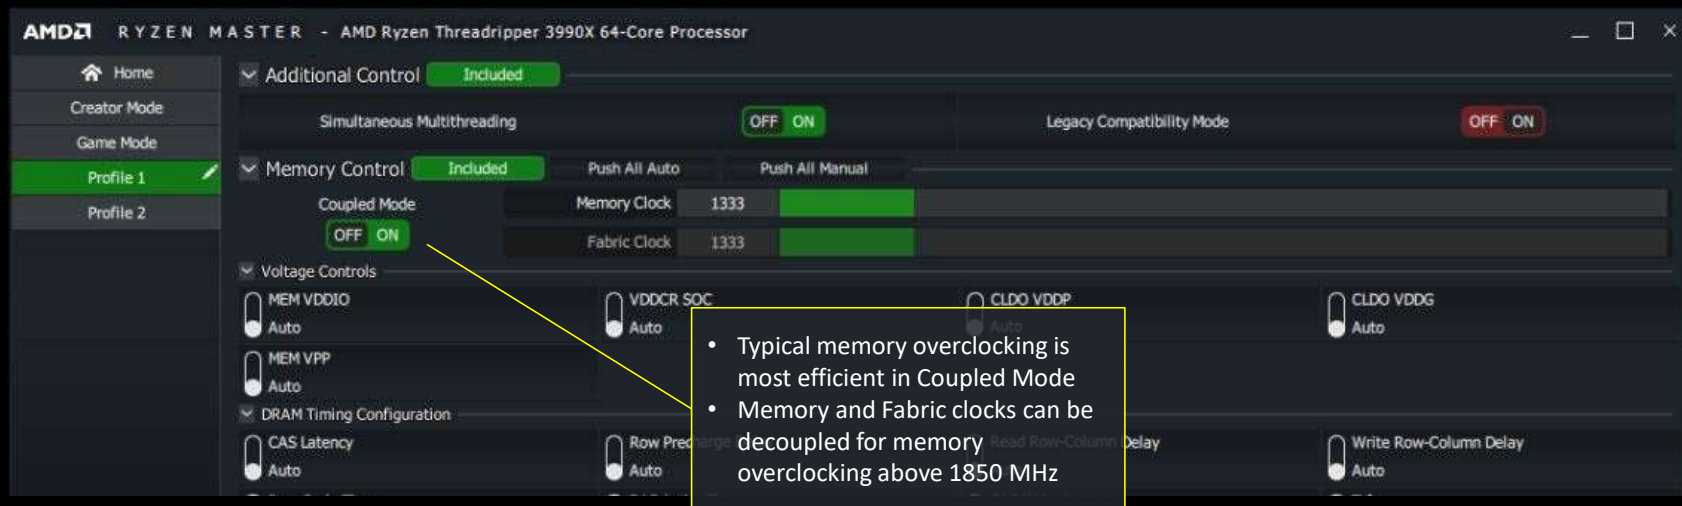 AMD RYZEN MASTER - AMD Ryzen Threadripper 3990X 64-Core Processor
Home
Creator Mode
Game Mode
Profile 1
Profile 2
Additional Control Included
Simultaneous Multithreading OFF ON Legacy Compatibility Mode OFF ON
Memory Control Included Push All Auto Push All Manual
Coupled Mode Memory Clock 1333
OFF ON Fabric Clock 1333
Voltage Controls
MEM VDDIO VDDCR SOC CLDO VDDP CLDO VDDG
Auto Auto Auto Auto
MEM VPP
Auto
DRAM Timing Configuration
CAS Latency Row Read Row-Column Delay Write Row-Column Delay
Auto Auto Auto
• Typical memory overclocking is
most efficient in Coupled Mode
• Memory and Fabric clocks can be
decoupled for memory
overclocking above 1850 MHz